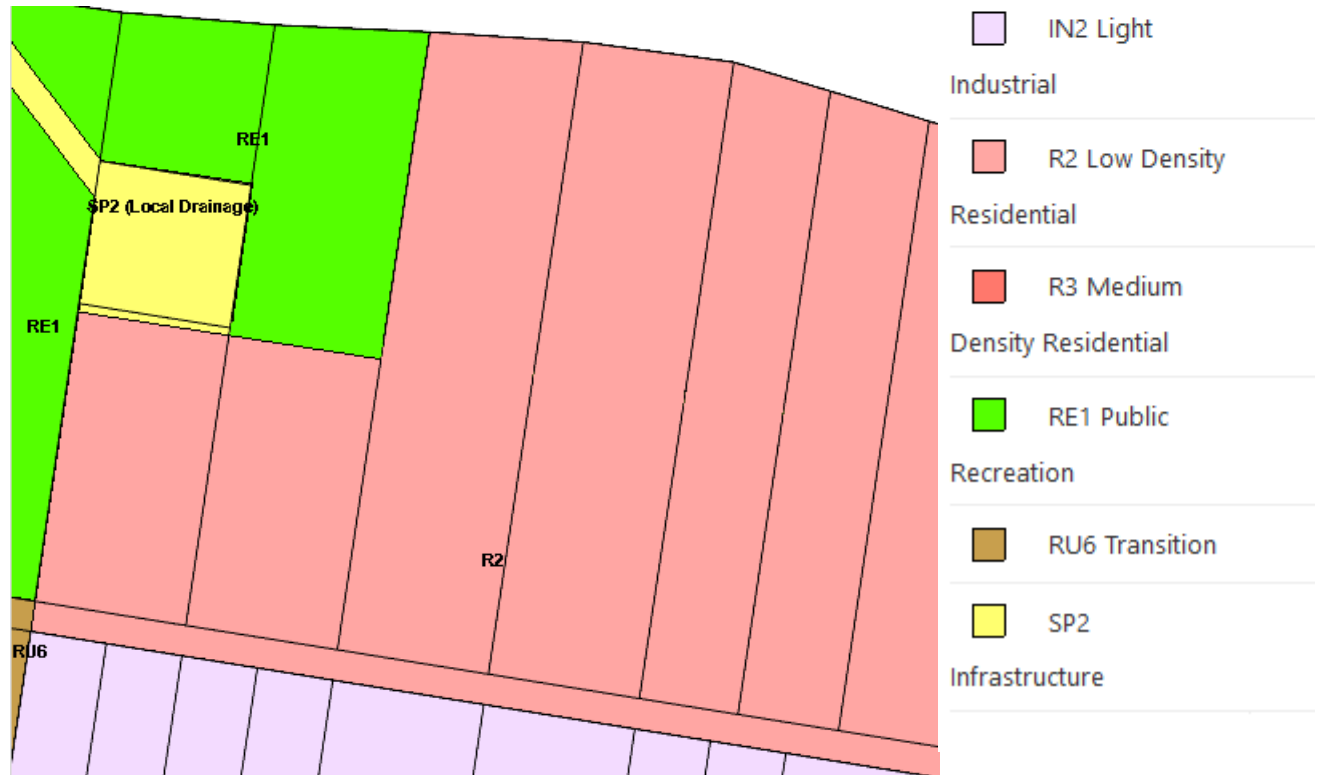 RE1
SP2 (Local Drainage)
RE1
R2
RU6
IN2 Light
Industrial
R2 Low Density
Residential
R3 Medium
Density Residential
RE1 Public
Recreation
RU6 Transition
SP2
Infrastructure